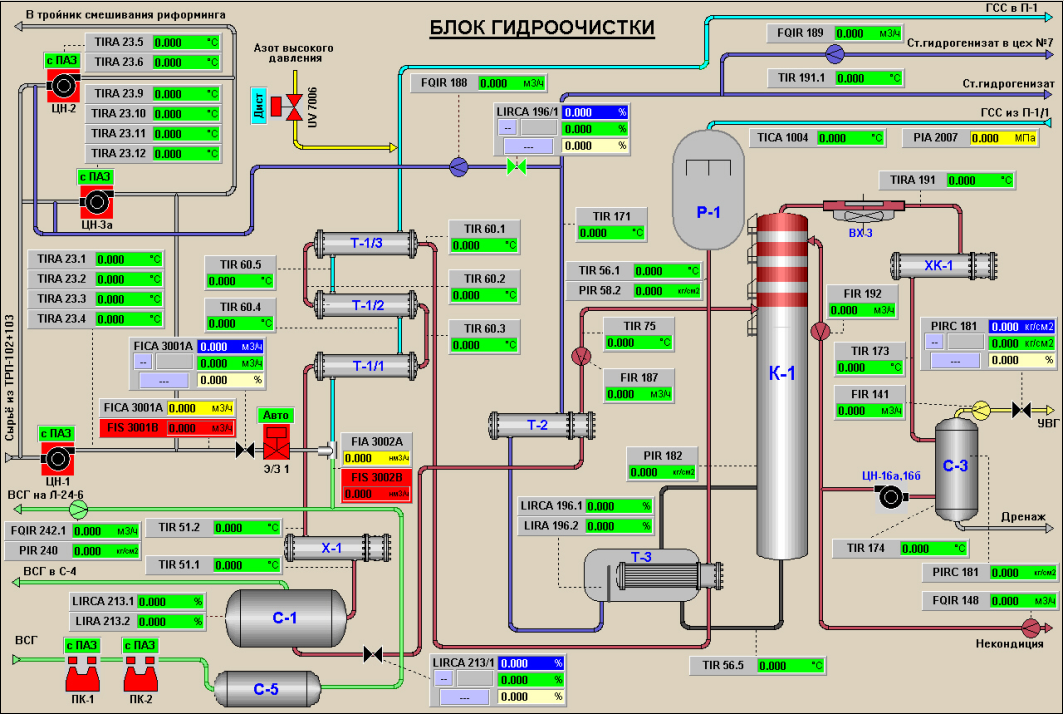 БЛОК ГИДРООЧИСТКИ
В тройник смешивания риформинга
ГСС в П-1
TIRA 23.5 0.000 °C
TIRA 23.6 0.000 °C
с ПАЗ
ЦН-2
TIRA 23.9 0.000 °C
TIRA 23.10 0.000 °C
TIRA 23.11 0.000 °C
TIRA 23.12 0.000 °C
с ПАЗ
ЦН-3а
Азот высокого
давления
Дист
UV 7006
FQIR 188 0.000 м3/ч
LIRCA 196/1 0.000 %
-- 0.000 %
--- 0.000 %
FQIR 189 0.000 м3/ч
Ст.гидрогенизат в цех №7
TIR 191.1 0.000 °C
Ст.гидрогенизат
ГСС из П-1/1
TICA 1004 0.000 °C
PIA 2007 0.000 МПа
TIRA 191 0.000 °C
Р-1
ВХ-3
ХК-1
TIRA 23.1 0.000 °C
TIRA 23.2 0.000 °C
TIRA 23.3 0.000 °C
TIRA 23.4 0.000 °C
Сырьё из ТРП-102+103
TIR 60.5
0.000 °C
TIR 60.4
0.000 °C
Т-1/3
Т-1/2
Т-1/1
TIR 60.1
0.000 °C
TIR 60.2
0.000 °C
TIR 60.3
0.000 °C
TIR 171
0.000 °C
TIR 56.1 0.000 °C
PIR 58.2 0.000 кг/см2
TIR 75
0.000 °C
FIR 187
0.000 м3/ч
К-1
FIR 192
0.000 м3/ч
TIR 173
0.000 °C
FIR 141
0.000 м3/ч
PIRC 181 0.000 кг/см2
-- 0.000 кг/см2
--- 0.000 %
УВГ
FICA 3001A 0.000 м3/ч
-- 0.000 м3/ч
--- 0.000 %
FICA 3001A 0.000 м3/ч
FIS 3001B 0.000 м3/ч
Авто
Э/З 1
с ПАЗ
ЦН-1
FIA 3002A
0.000 нм3/ч
FIS 3002B
0.000 нм3/ч
Т-2
PIR 182
0.000 кг/см2
LIRCA 196.1 0.000 %
LIRA 196.2 0.000 %
Т-3
ЦН-16а,16б
С-3
Дренаж
TIR 174 0.000 °C
PIRC 181 0.000 кг/см2
FQIR 148 0.000 м3/ч
Некондиция
ВСГ на Л-24-6
FQIR 242.1 0.000 м3/ч
PIR 240 0.000 кг/см2
TIR 51.2 0.000 °C
Х-1
TIR 51.1 0.000 °C
ВСГ в С-4
LIRCA 213.1 0.000 %
LIRA 213.2 0.000 %
С-1
ВСГ
с ПАЗ
ПК-1
с ПАЗ
ПК-2
С-5
LIRCA 213/1 0.000 %
-- 0.000 %
--- 0.000 %
TIR 56.5 0.000 °C